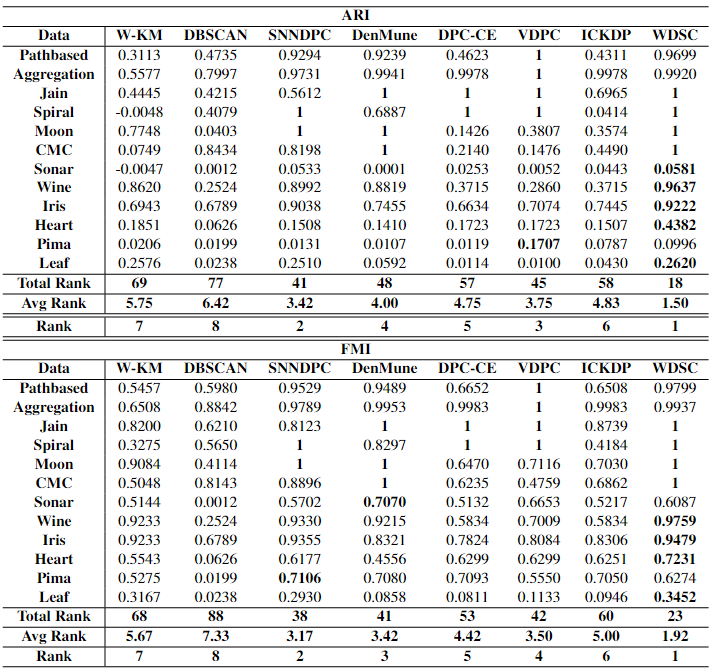 ARI
Data W-KM DBSCAN SNNDPC DenMune DPC-CE VDPC ICKDP WDSC
Pathbased 0.3113 0.4735 0.9294 0.9239 0.4623 1 0.4311 0.9699
Aggregation 0.5577 0.7997 0.9731 0.9941 0.9978 1 0.9978 0.9920
Jain 0.4445 0.4215 0.5612 1 1 1 0.6965 1
Spiral -0.0048 0.4079 1 0.6887 1 1 0.0414 1
Moon 0.7748 0.0403 1 1 0.1426 0.3807 0.3574 1
CMC 0.0749 0.8434 0.8198 1 0.2140 0.1476 0.4490 1
Sonar -0.0047 0.0012 0.0533 0.0001 0.0253 0.0052 0.0443 0.0581
Wine 0.8620 0.2524 0.8992 0.8819 0.3715 0.2860 0.3715 0.9637
Iris 0.6943 0.6789 0.9038 0.7455 0.6634 0.7074 0.7445 0.9222
Heart 0.1851 0.0626 0.1508 0.1410 0.1723 0.1723 0.1507 0.4382
Pima 0.0206 0.0199 0.0131 0.0107 0.0119 0.1707 0.0787 0.0996
Leaf 0.2576 0.0238 0.2510 0.0592 0.0114 0.0100 0.0430 0.2620
Total Rank 69 77 41 48 57 45 58 18
Avg Rank 5.75 6.42 3.42 4.00 4.75 3.75 4.83 1.50
Rank 7 8 2 4 5 3 6 1
FMI
Data W-KM DBSCAN SNNDPC DenMune DPC-CE VDPC ICKDP WDSC
Pathbased 0.5457 0.5980 0.9529 0.9489 0.6652 1 0.6508 0.9799
Aggregation 0.6508 0.8842 0.9789 0.9953 0.9983 1 0.9983 0.9937
Jain 0.8200 0.6210 0.8123 1 1 1 0.8739 1
Spiral 0.3275 0.5650 1 0.8297 1 1 0.4184 1
Moon 0.9084 0.4114 1 1 0.6470 0.7116 0.7030 1
CMC 0.5048 0.8143 0.8896 1 0.6235 0.4759 0.6862 1
Sonar 0.5144 0.0012 0.5702 0.7070 0.5132 0.6653 0.5217 0.6087
Wine 0.9233 0.2524 0.9330 0.9215 0.5834 0.7009 0.5834 0.9759
Iris 0.9233 0.6789 0.9355 0.8321 0.7824 0.8084 0.8306 0.9479
Heart 0.5543 0.0626 0.6177 0.4556 0.6299 0.6299 0.6251 0.7231
Pima 0.5275 0.0199 0.7106 0.7080 0.7093 0.5550 0.7050 0.6274
Leaf 0.3167 0.0238 0.2930 0.0858 0.0811 0.1133 0.0946 0.3452
Total Rank 68 88 38 41 53 42 60 23
Avg Rank 5.67 7.33 3.17 3.42 4.42 3.50 5.00 1.92
Rank 7 8 2 3 5 4 6 1